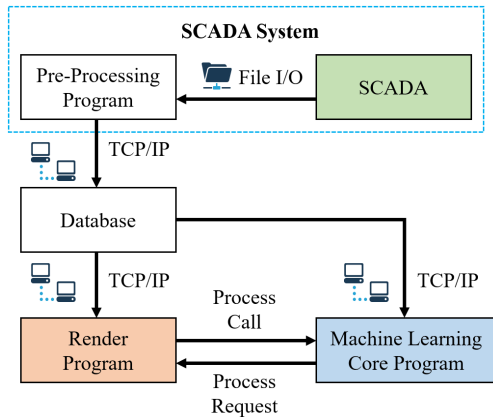 SCADA System
Pre-Processing
Program
File I/O
SCADA
TCP/IP
Database
TCP/IP
TCP/IP
Process
Call
Render
Program
Machine Learning
Core Program
Process
Request